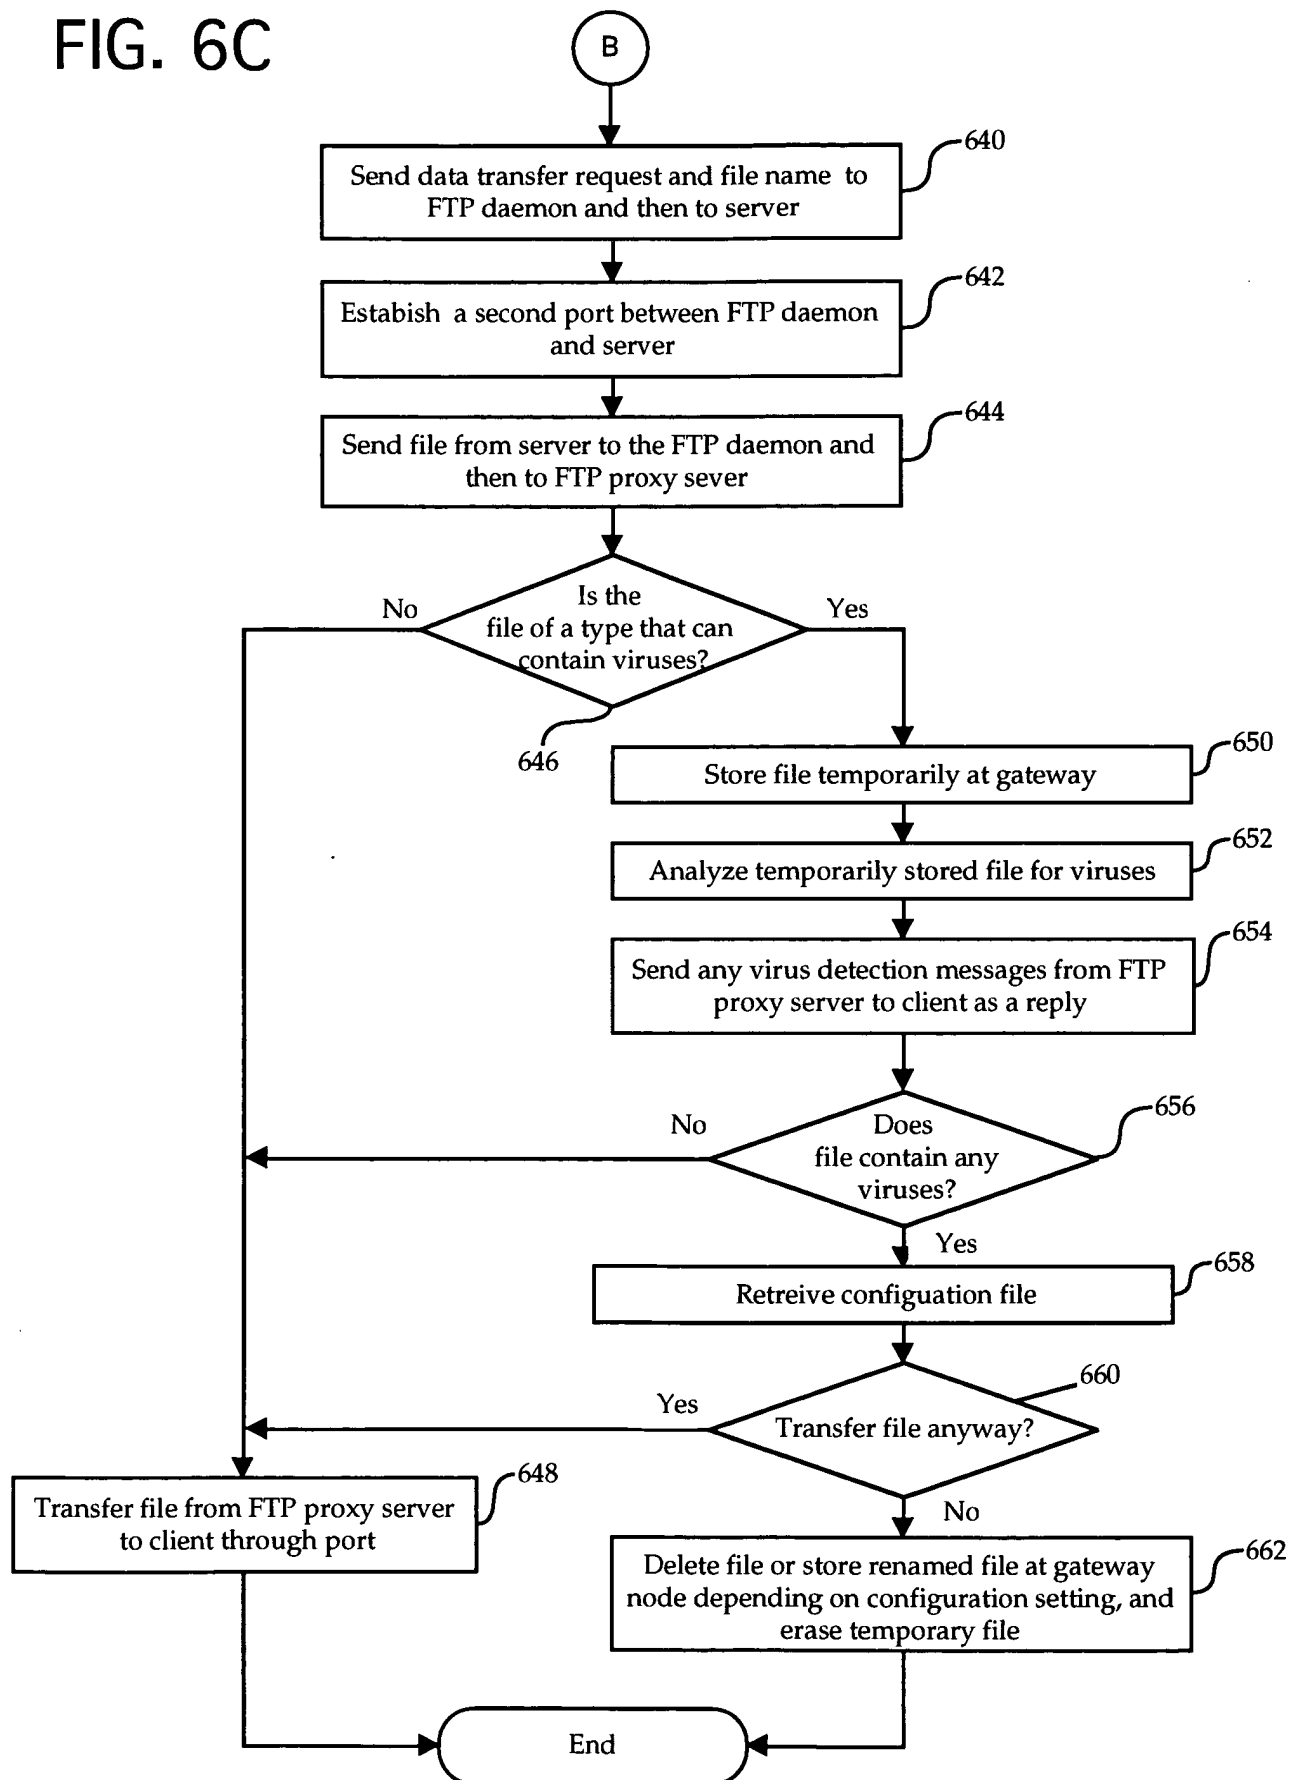 FIG. 6C
B
640
Send data transfer request and file name to
FTP daemon and then to server
642
Estabish a second port between FTP daemon
and server
644
Send file from server to the FTP daemon and
then to FTP proxy sever
No
Is the
file of a type that can
contain viruses?
Yes
646
650
Store file temporarily at gateway
652
Analyze temporarily stored file for viruses
654
Send any virus detection messages from FTP
proxy server to client as a reply
656
No
Does
file contain any
viruses?
Yes
658
Retreive configuation file
660
Yes
Transfer file anyway?
No
648
Transfer file from FTP proxy server
to client through port
662
Delete file or store renamed file at gateway
node depending on configuration setting, and
erase temporary file
End